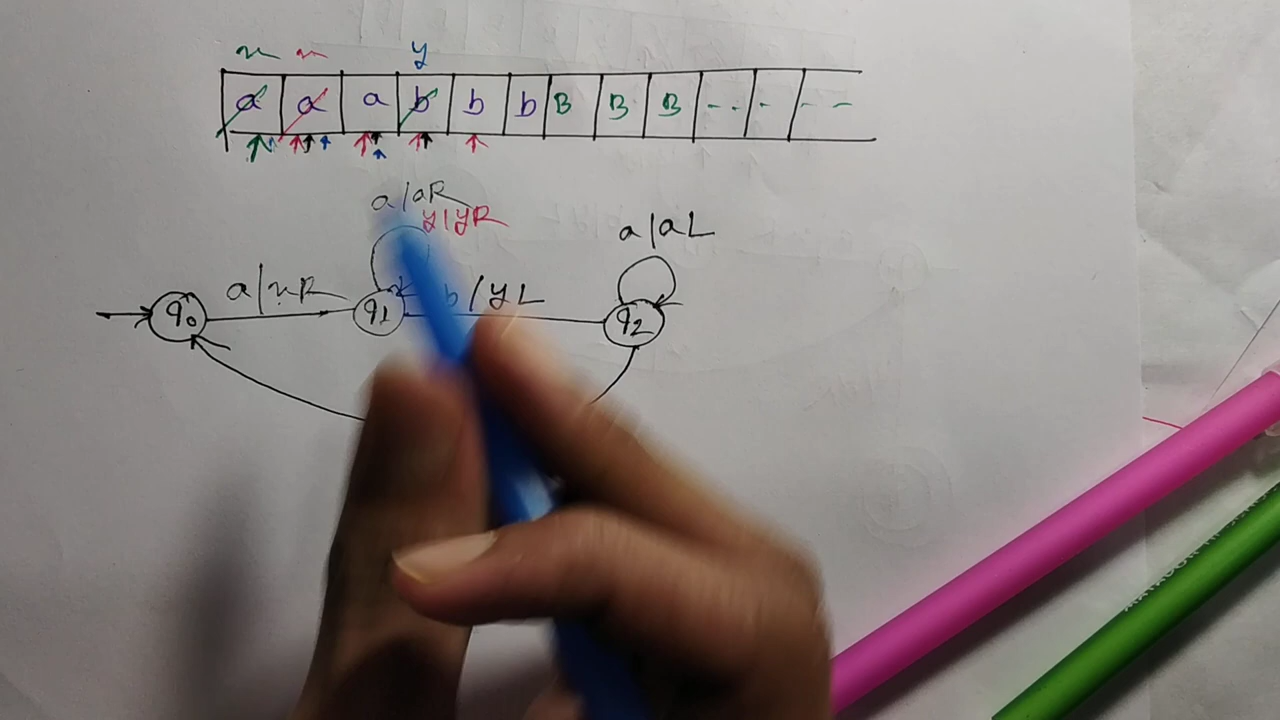 x x y
a a a b b b B B B -- - --
a/aR
y/yR
a/aL
a/xR b/yL
q0 q1 q2